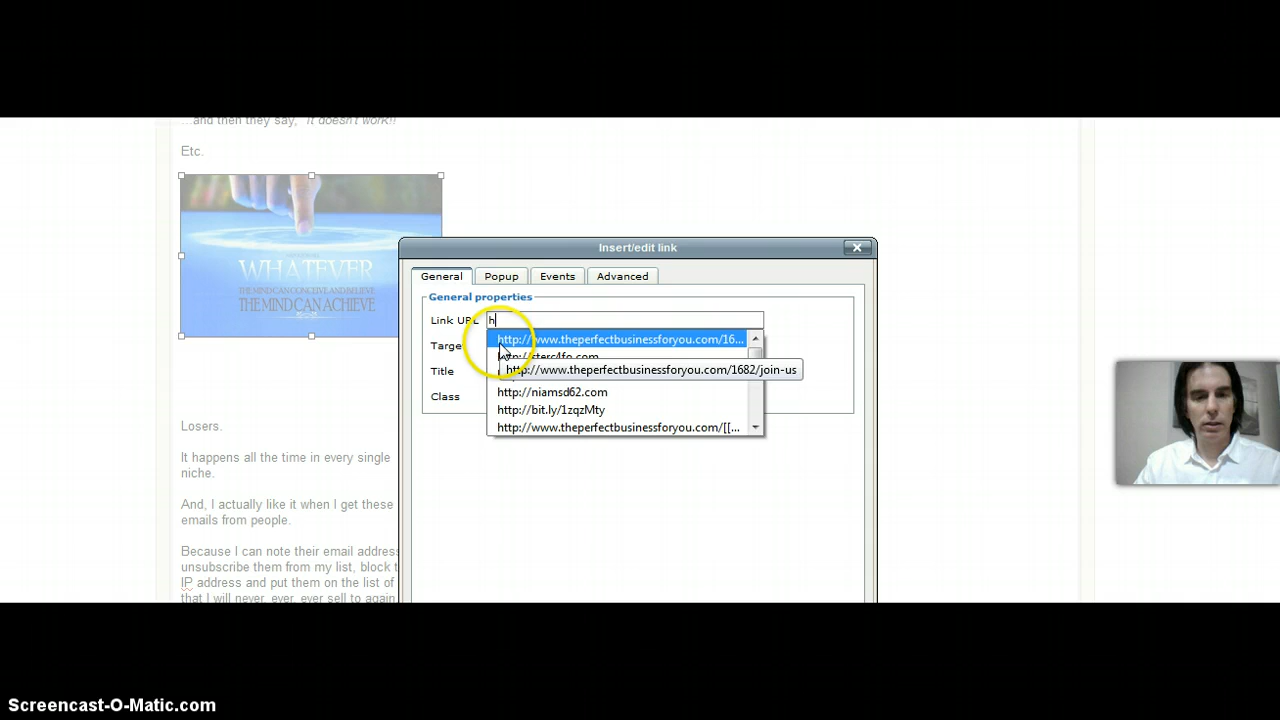 ...and then they say, "It doesn't work!!
Etc.
WHATEVER
THE MIND CAN CONCEIVE AND BELIEVE
THE MIND CAN ACHIEVE
Losers.
It happens all the time in every single
niche.
And, I actually like it when I get these
emails from people.
Because I can note their email address
unsubscribe them from my list, block t
IP address and put them on the list of
that I will never, ever, ever sell to again
Insert/edit link
General
Popup
Events
Advanced
General properties
Link URL
h
Targe
Title
Class
http://www.theperfectbusinessforyou.com/16...
http://sterc4fo.com
http://www.theperfectbusinessforyou.com/1682/join-us
http://niamsd62.com
http://bit.ly/1zqzMty
http://www.theperfectbusinessforyou.com/[[...
Screencast-O-Matic.com